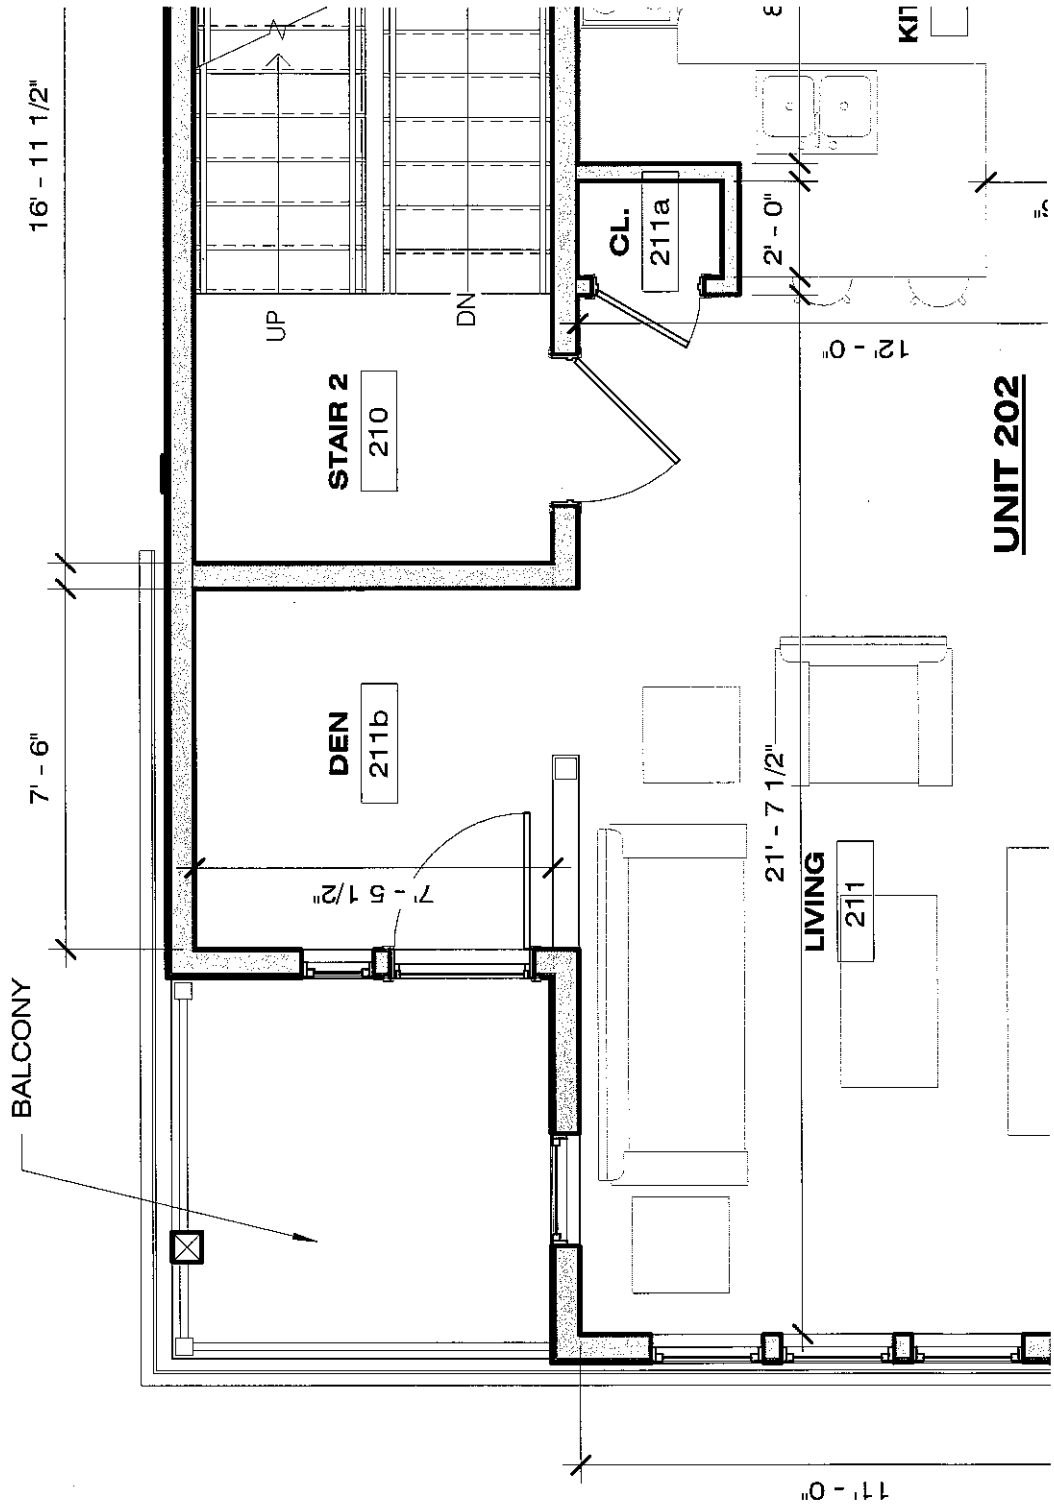 16' - 11 1/2"
7' - 6"
BALCONY
UP
DN
STAIR 2
210
CL.
211a
2' - 0"
12' - 0"
KIT
UNIT 202
DEN
211b
7' - 5 1/2"
21' - 7 1/2"
LIVING
211
11' - 0"